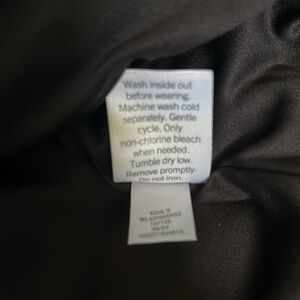 Wash inside out
before wearing.
Machine wash cold
separately. Gentle
cycle. Only
non-chlorine bleach
when needed.
Tumble dry low.
Remove promptly.
Do not iron.
KOHL'S